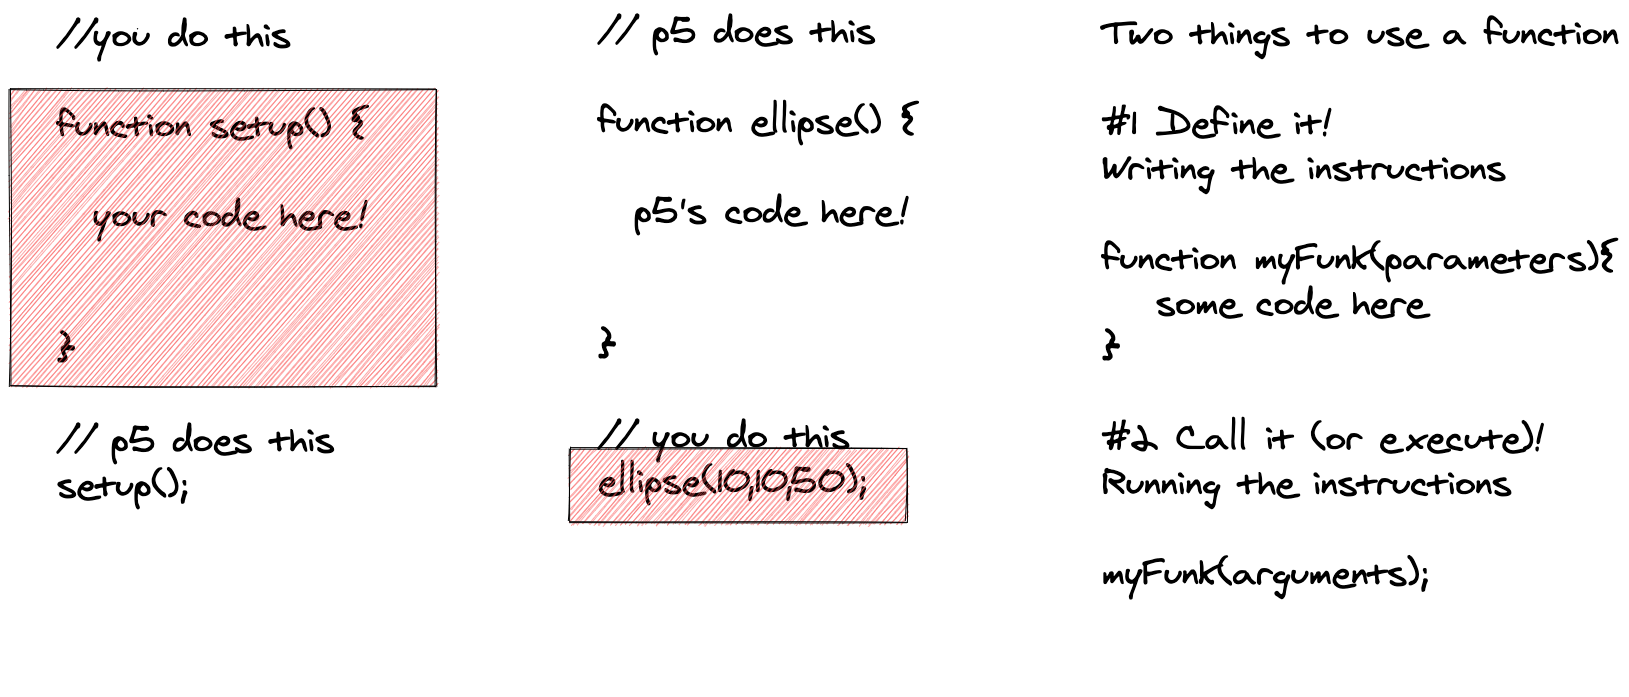 //you do this
function setup() {
your code here!
}
// p5 does this
setup();
// p5 does this
function ellipse() {
p5's code here!
}
// you do this
ellipse(10,10,50);
Two things to use a function
#1 Define it!
Writing the instructions
function myFunk(parameters){
some code here
}
#2 Call it (or execute)!
Running the instructions
myFunk(arguments);